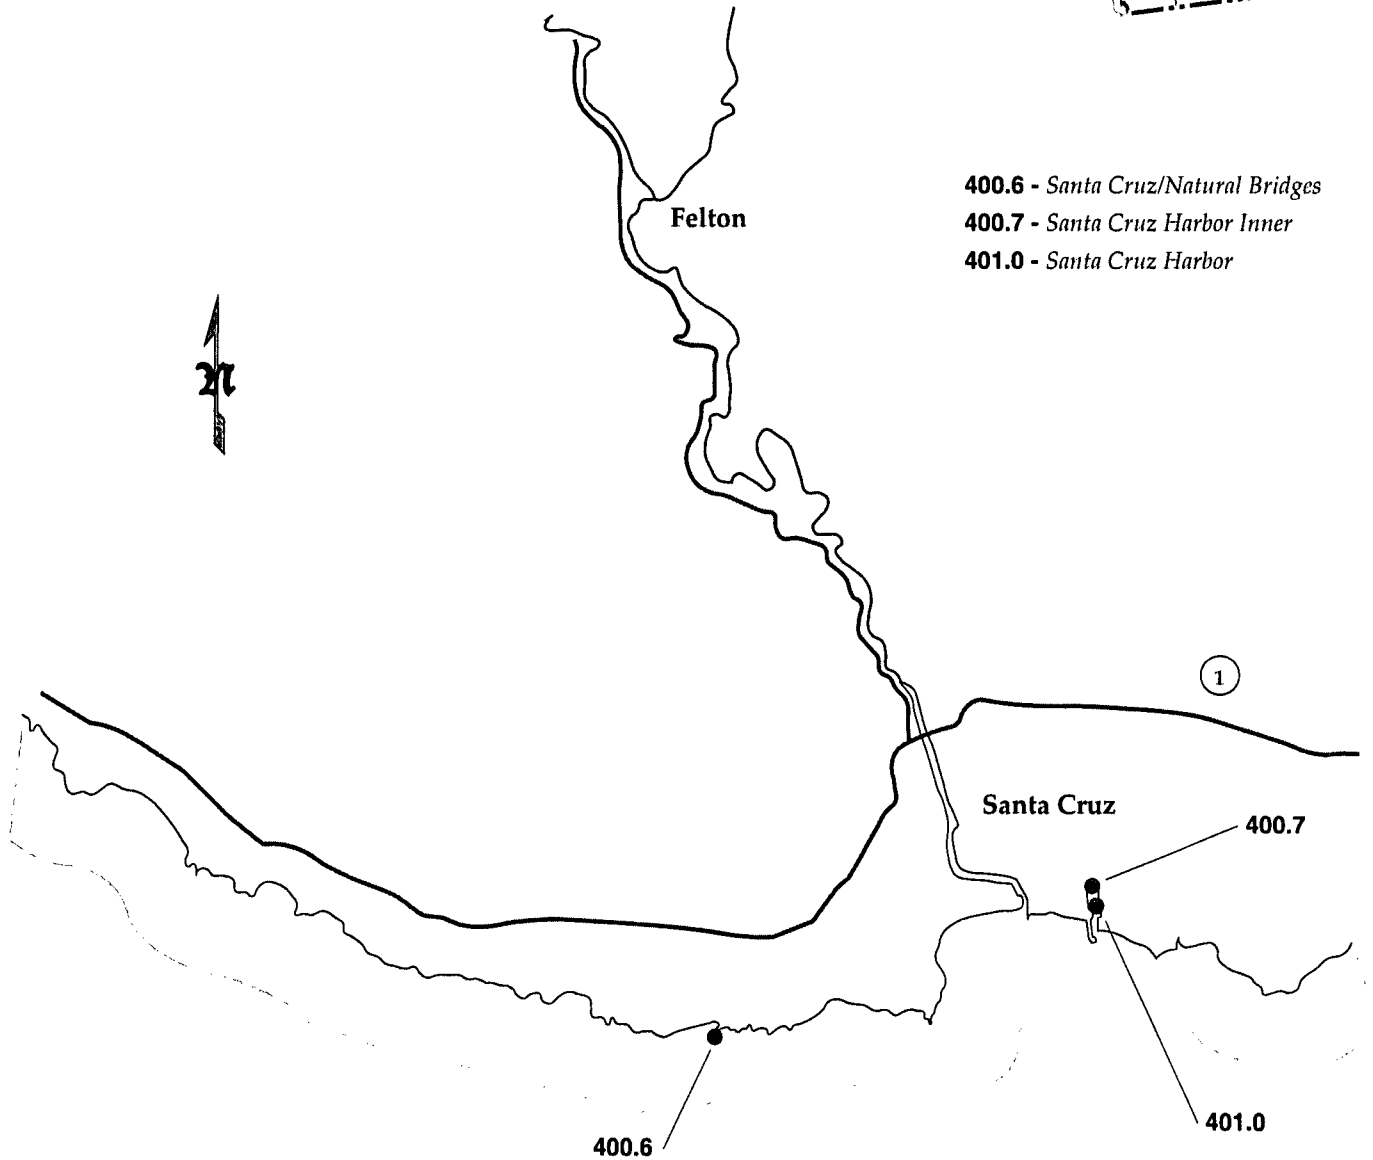 400.6 - Santa Cruz/Natural Bridges
400.7 - Santa Cruz Harbor Inner
401.0 - Santa Cruz Harbor
Felton
N
1
Santa Cruz
400.7
401.0
400.6